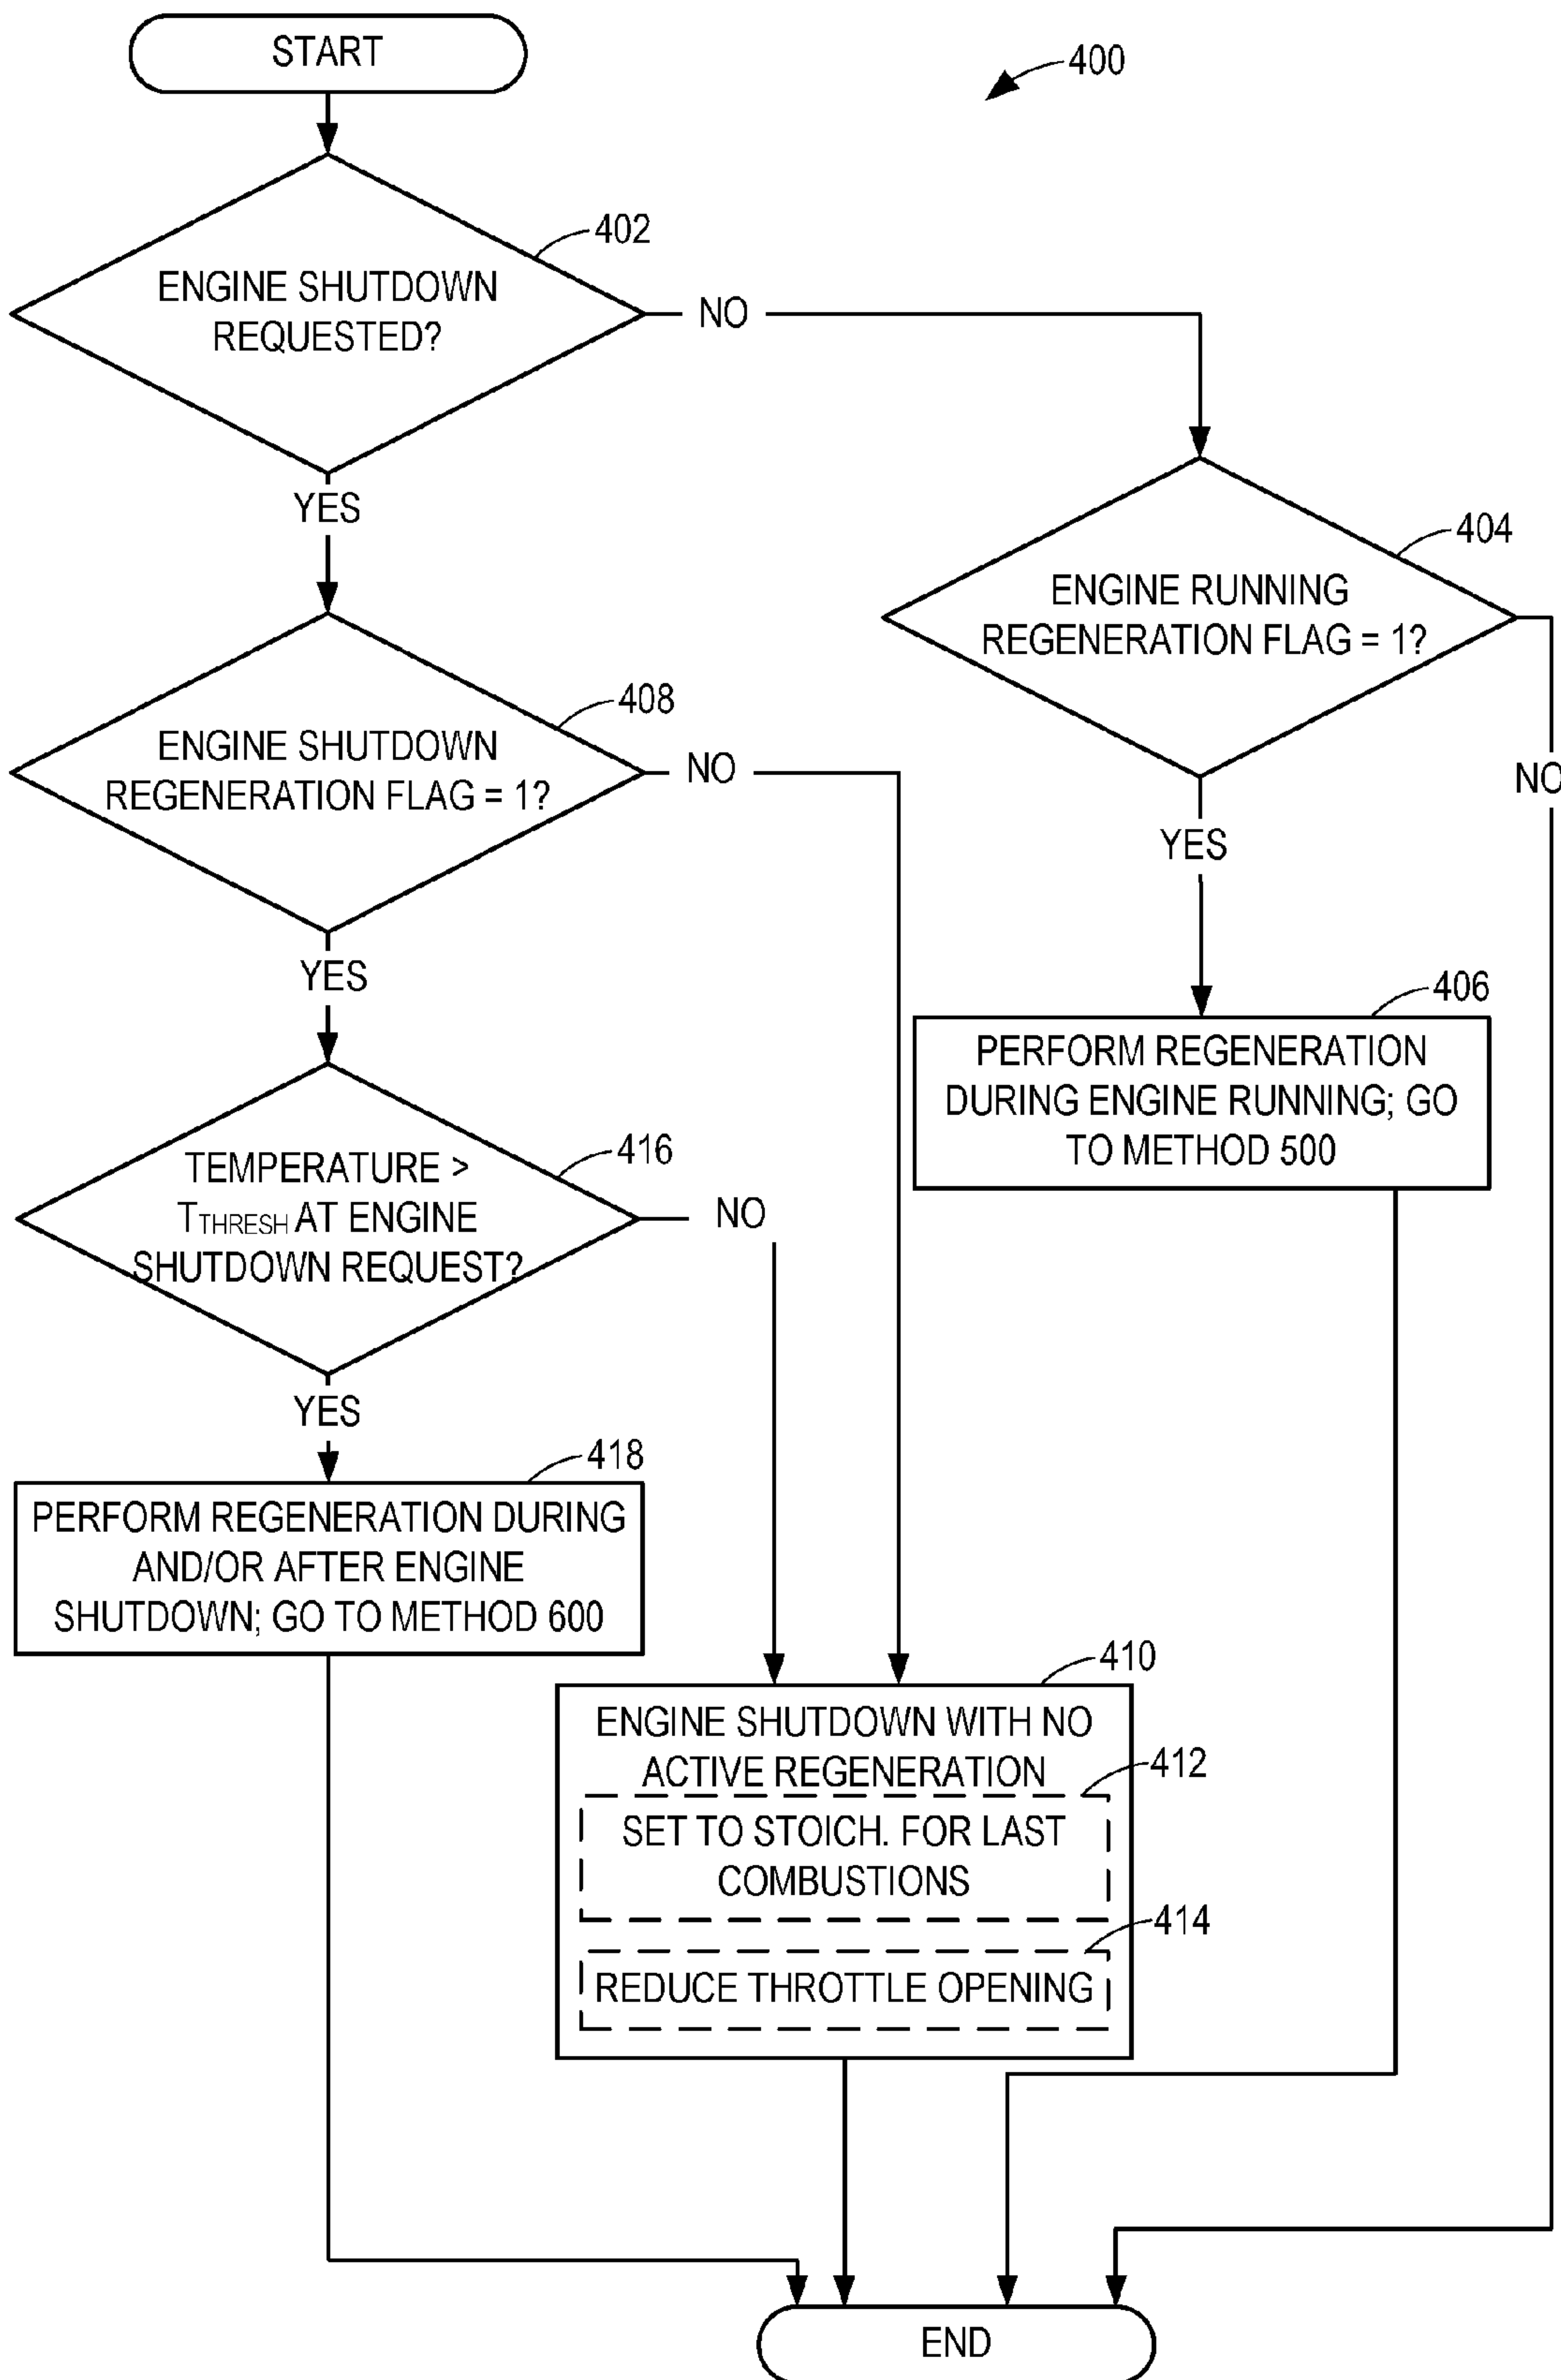 START
400
402
ENGINE SHUTDOWN
REQUESTED?
NO
YES
404
ENGINE RUNNING
REGENERATION FLAG = 1?
NO
YES
408
ENGINE SHUTDOWN
REGENERATION FLAG = 1?
NO
YES
406
PERFORM REGENERATION
DURING ENGINE RUNNING; GO
TO METHOD 500
416
TEMPERATURE >
TTHRESH AT ENGINE
SHUTDOWN REQUEST?
NO
YES
418
PERFORM REGENERATION DURING
AND/OR AFTER ENGINE
SHUTDOWN; GO TO METHOD 600
410
ENGINE SHUTDOWN WITH NO
ACTIVE REGENERATION
412
SET TO STOICH. FOR LAST
COMBUSTIONS
414
REDUCE THROTTLE OPENING
END